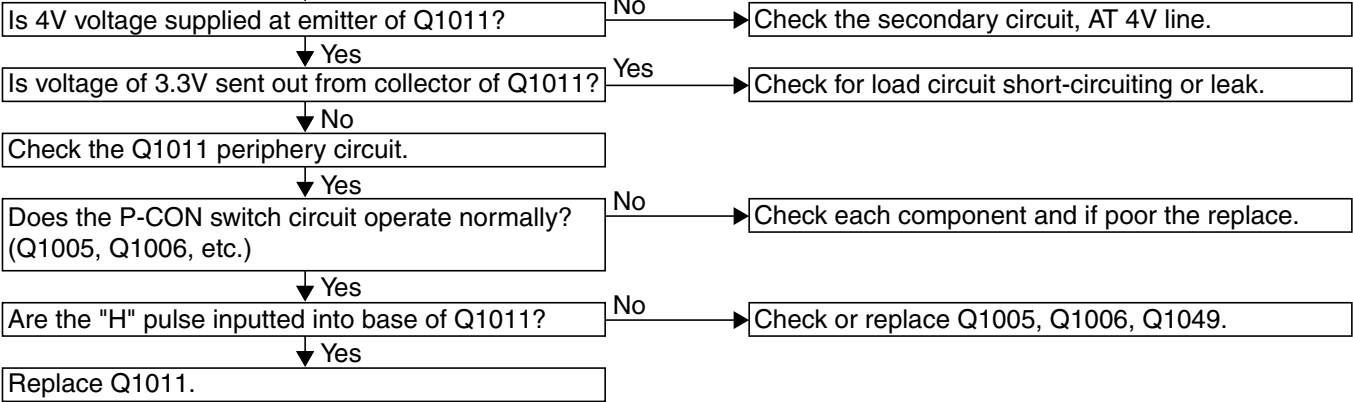 Is 4V voltage supplied at emitter of Q1011?
No
Check the secondary circuit, AT 4V line.
Yes
Is voltage of 3.3V sent out from collector of Q1011?
Yes
Check for load circuit short-circuiting or leak.
No
Check the Q1011 periphery circuit.
Yes
Does the P-CON switch circuit operate normally?
(Q1005, Q1006, etc.)
No
Check each component and if poor the replace.
Yes
Are the "H" pulse inputted into base of Q1011?
No
Check or replace Q1005, Q1006, Q1049.
Yes
Replace Q1011.